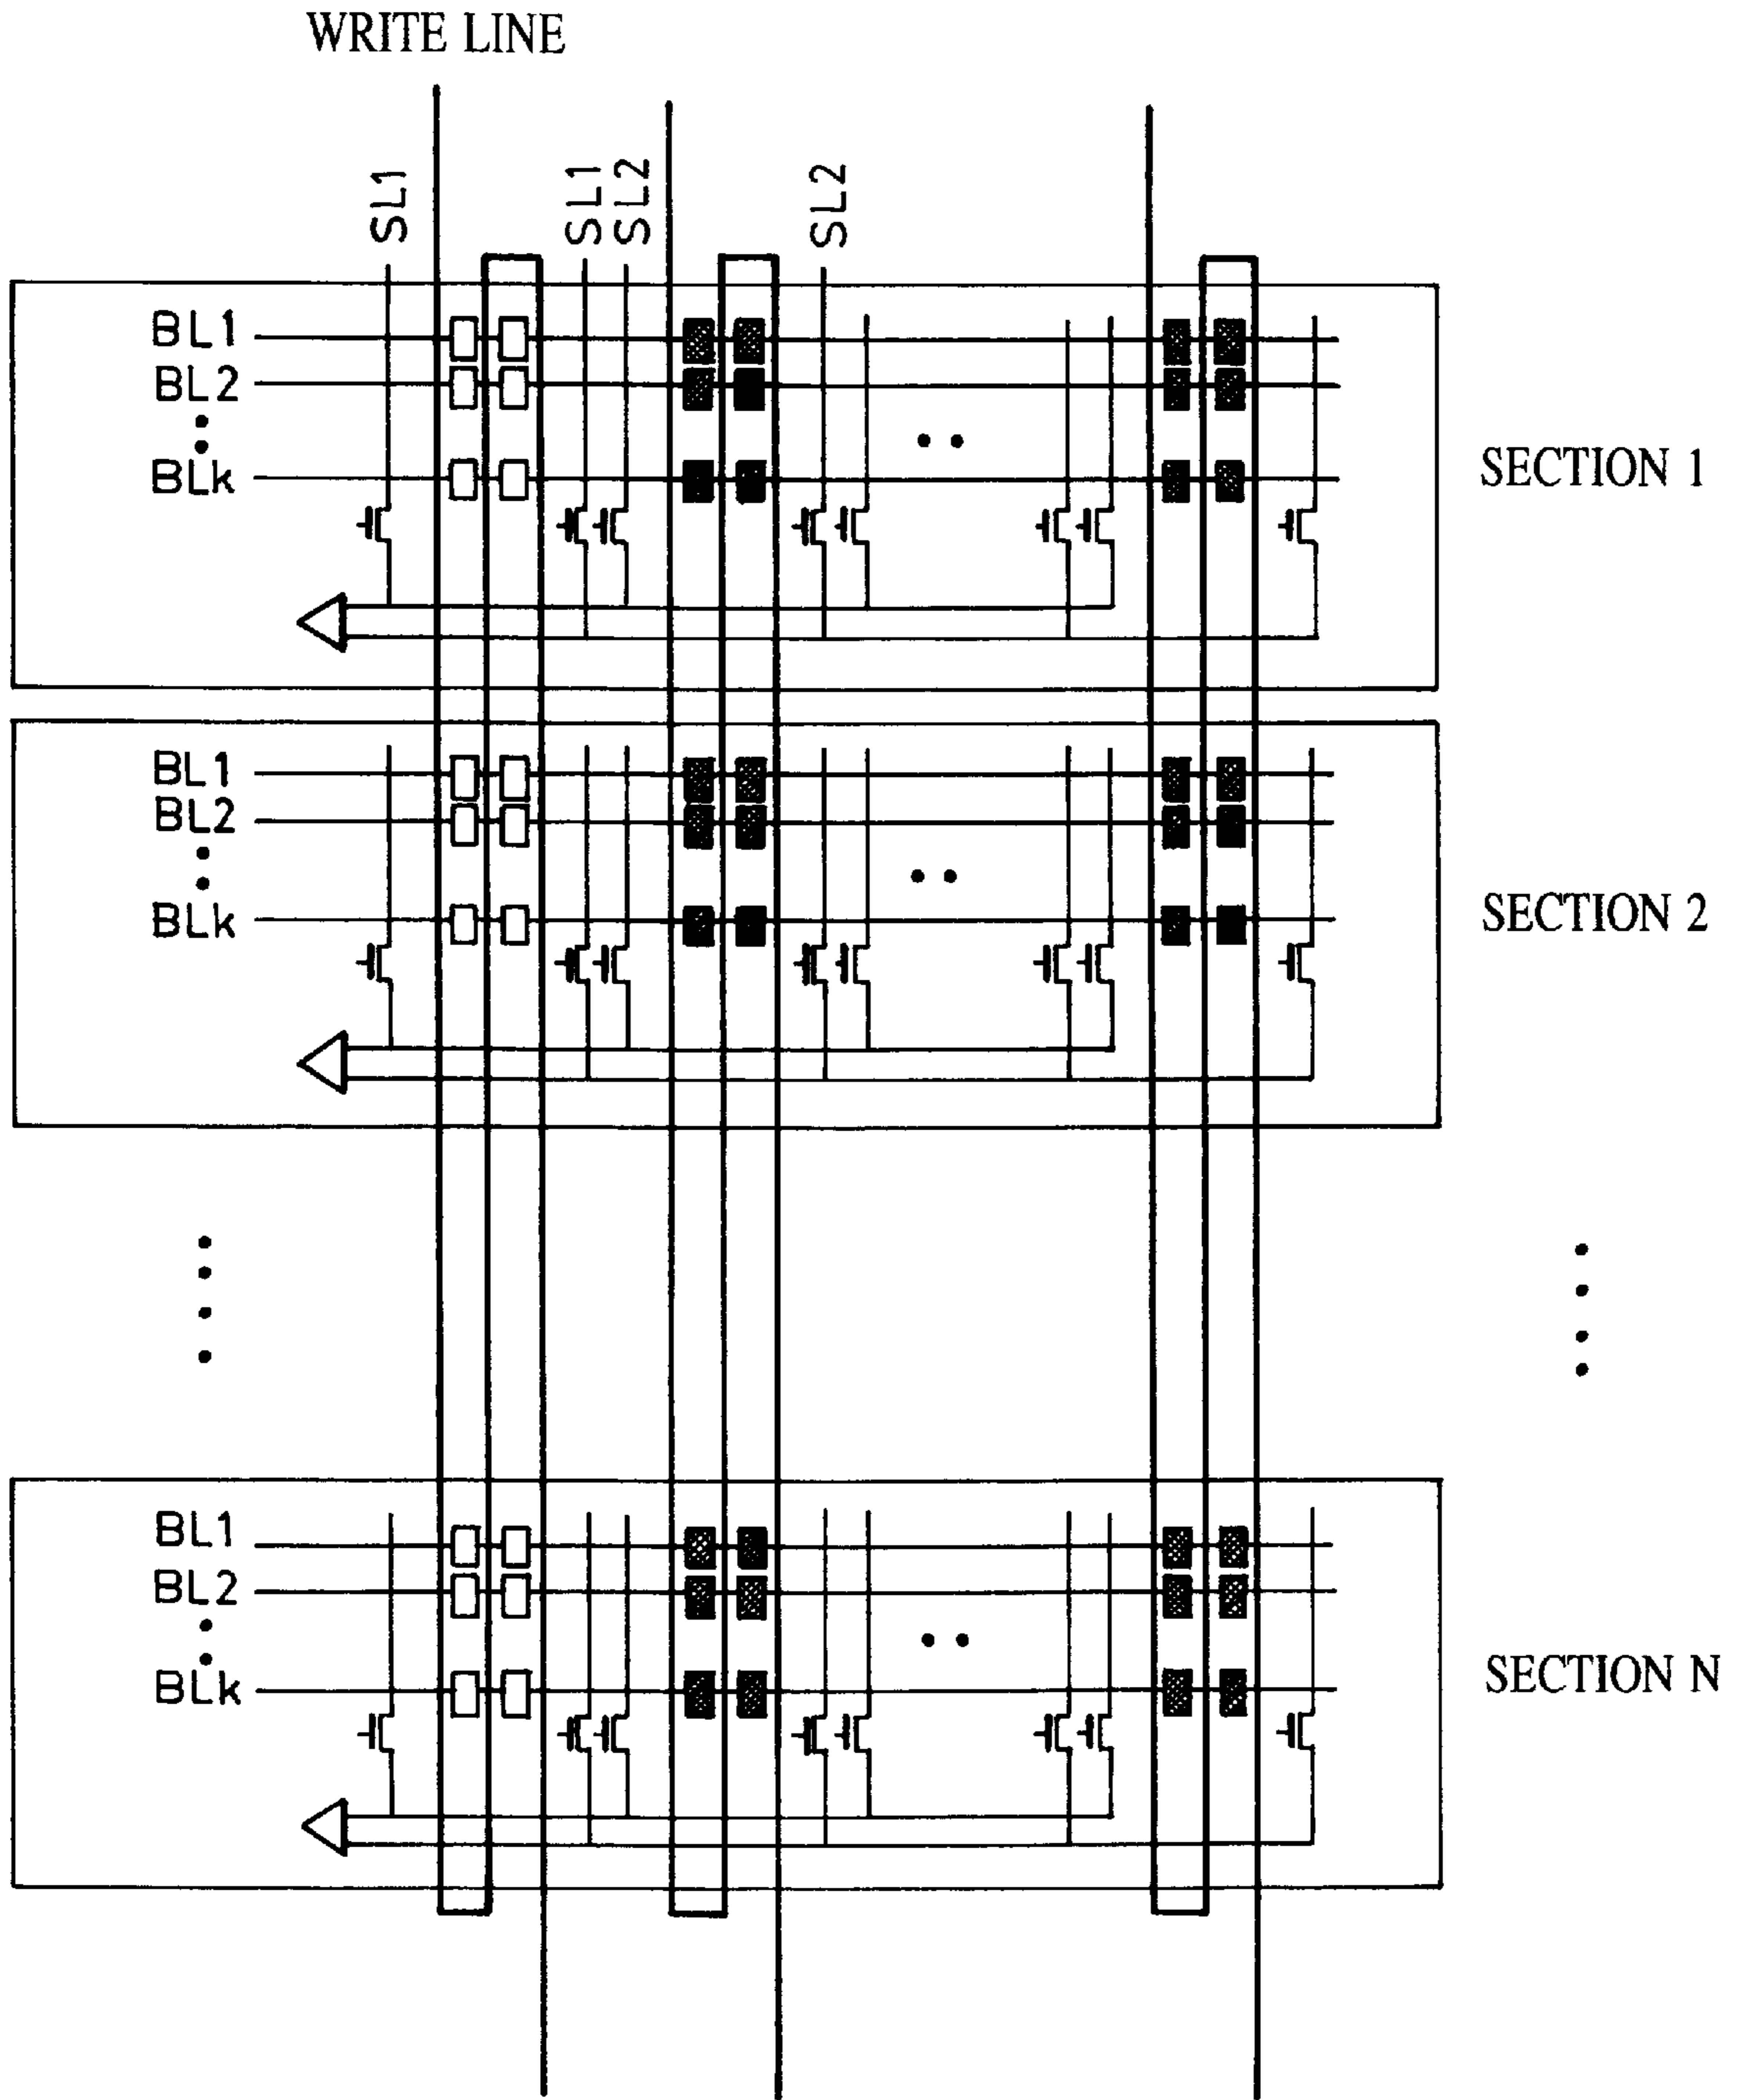 WRITE LINE
SL1
SL1
SL2
SL2
BL1
BL2
BLk
SECTION 1
BL1
BL2
BLk
SECTION 2
BL1
BL2
BLk
SECTION N